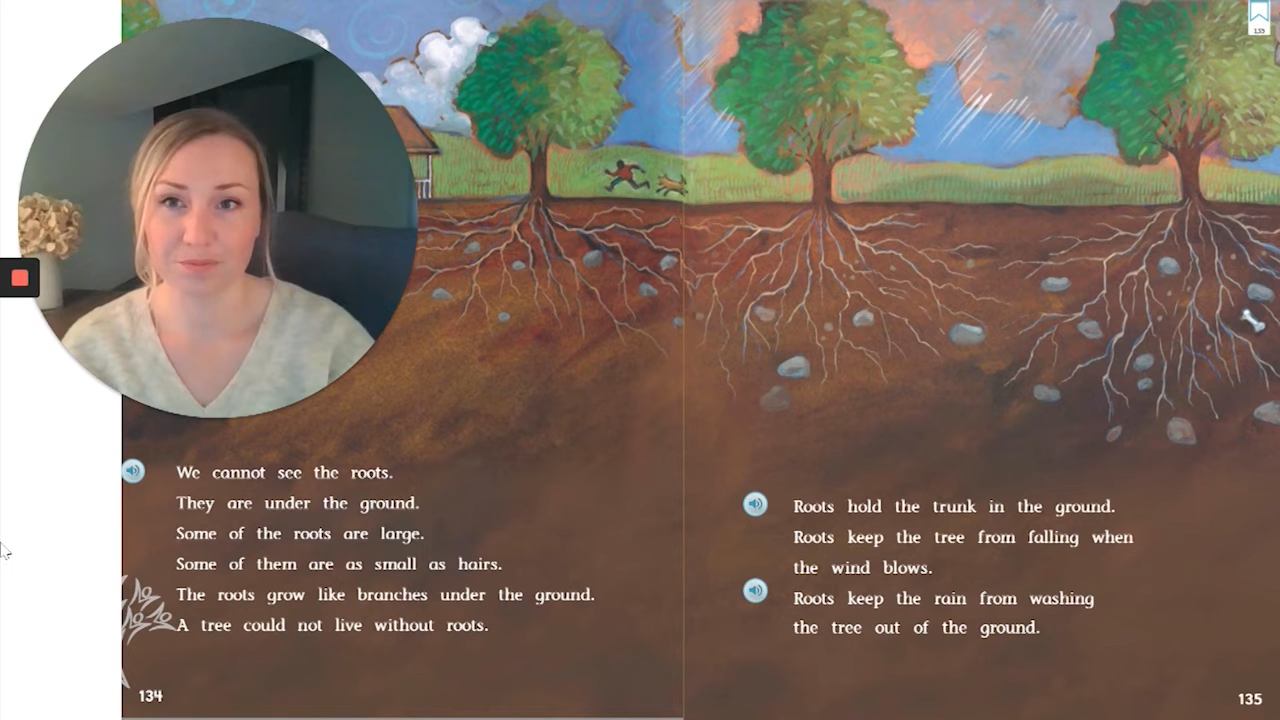 135
We cannot see the roots.
They are under the ground.
Some of the roots are large.
Some of them are as small as hairs.
The roots grow like branches under the ground.
A tree could not live without roots.
134
Roots hold the trunk in the ground.
Roots keep the tree from falling when
the wind blows.
Roots keep the rain from washing
the tree out of the ground.
135